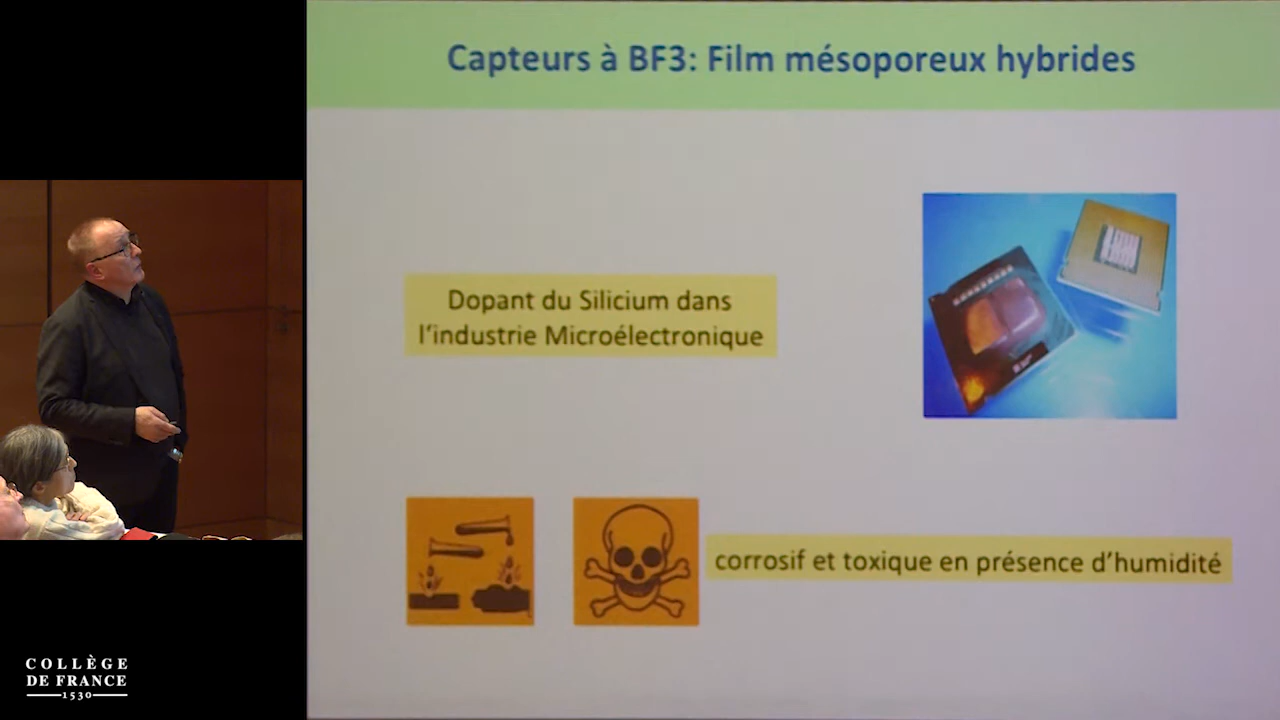 Capteurs à BF3: Film mésoporeux hybrides
Dopant du Silicium dans
l'industrie Microélectronique
corrosif et toxique en présence d'humidité
COLLÈGE
DE FRANCE
1530